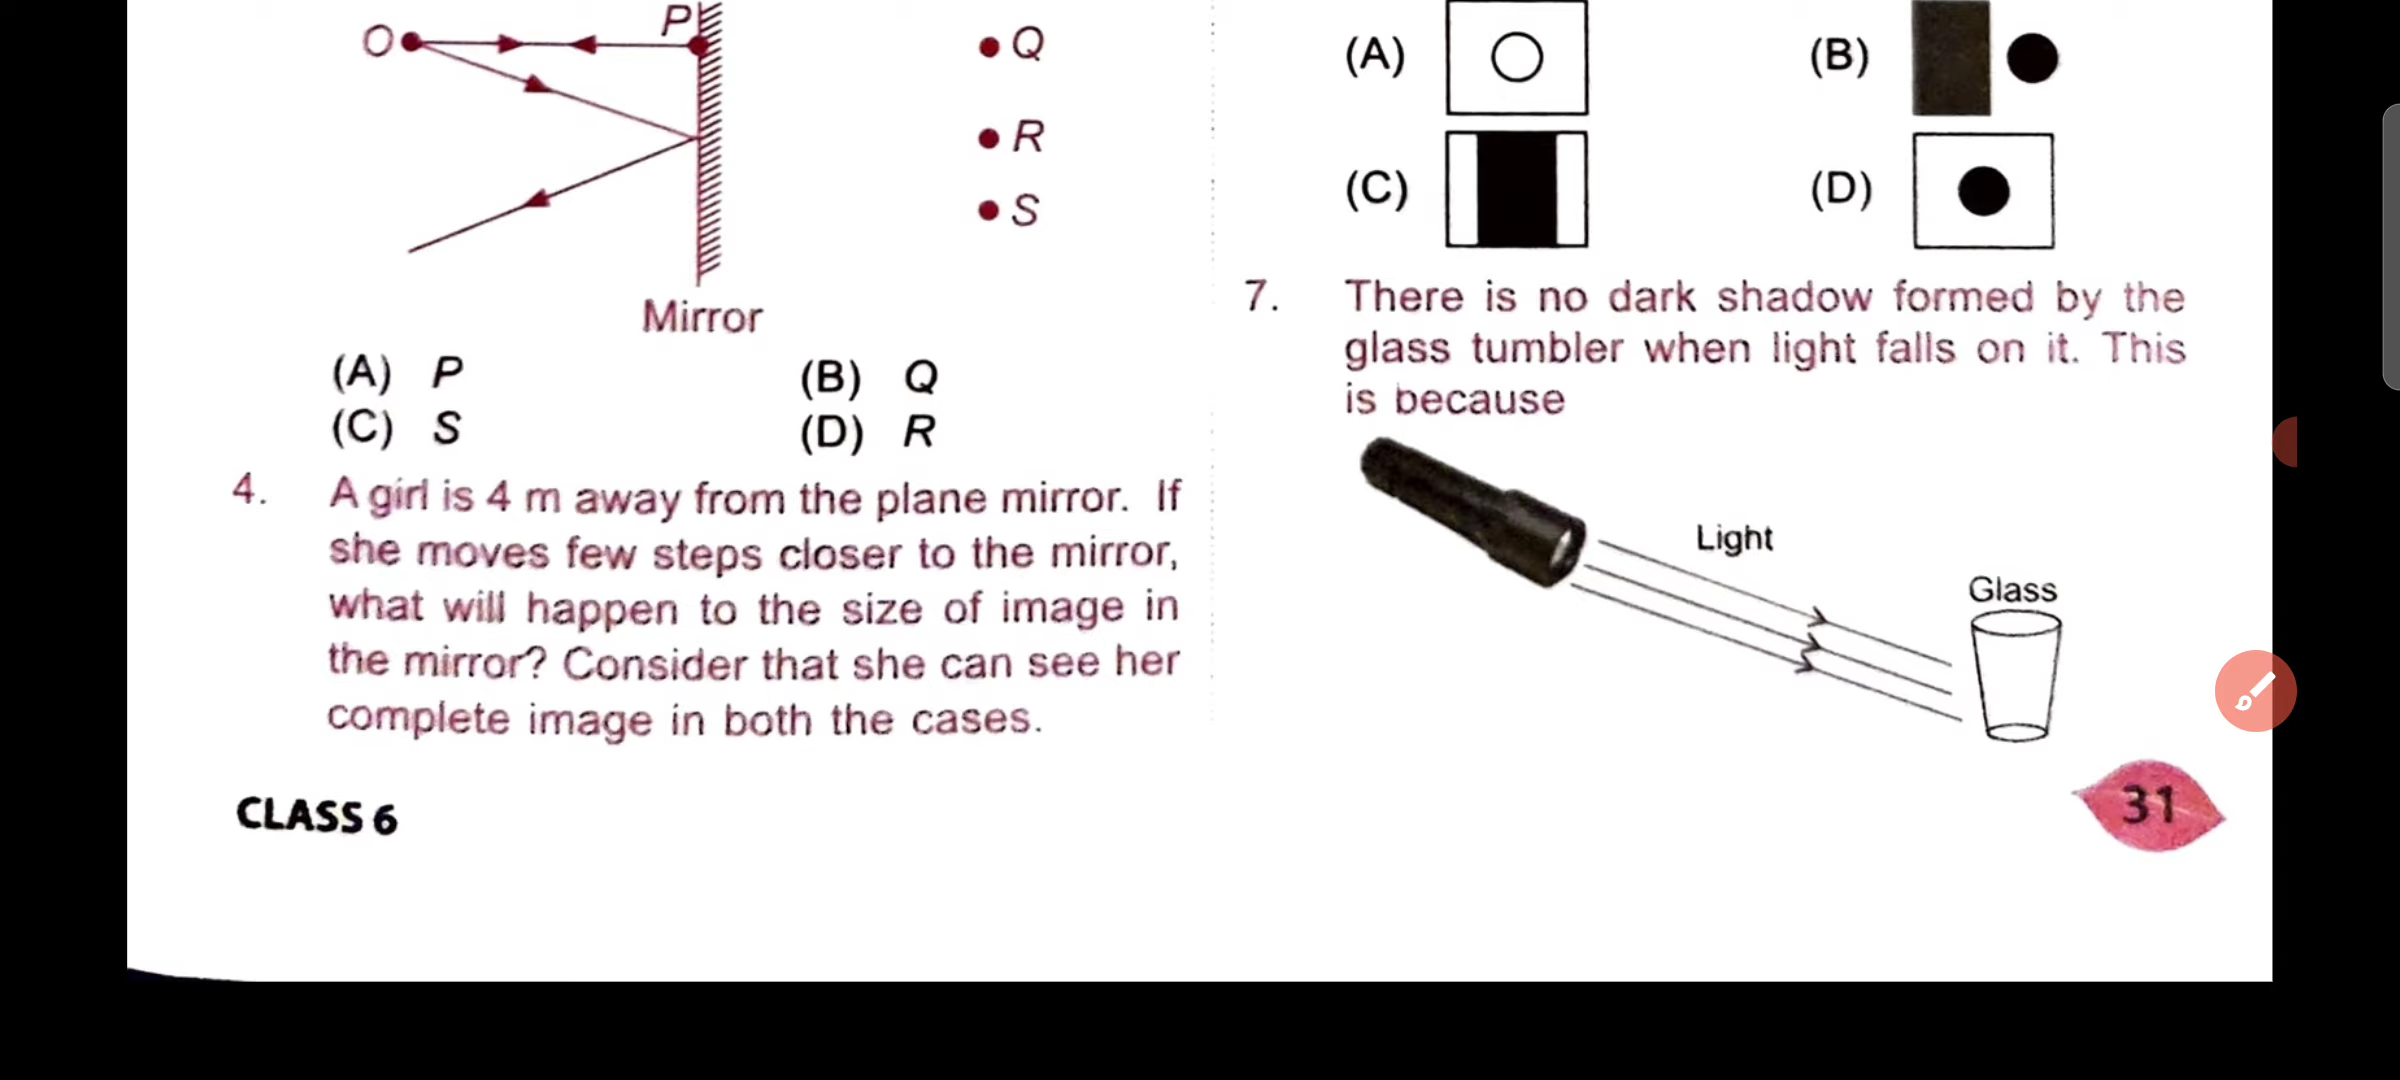 O
P
Q
R
S
Mirror
(A) P (B) Q
(C) S (D) R
4. A girl is 4 m away from the plane mirror. If
she moves few steps closer to the mirror,
what will happen to the size of image in
the mirror? Consider that she can see her
complete image in both the cases.
CLASS 6
(A) (B)
(C) (D)
7. There is no dark shadow formed by the
glass tumbler when light falls on it. This
is because
Light
Glass
31